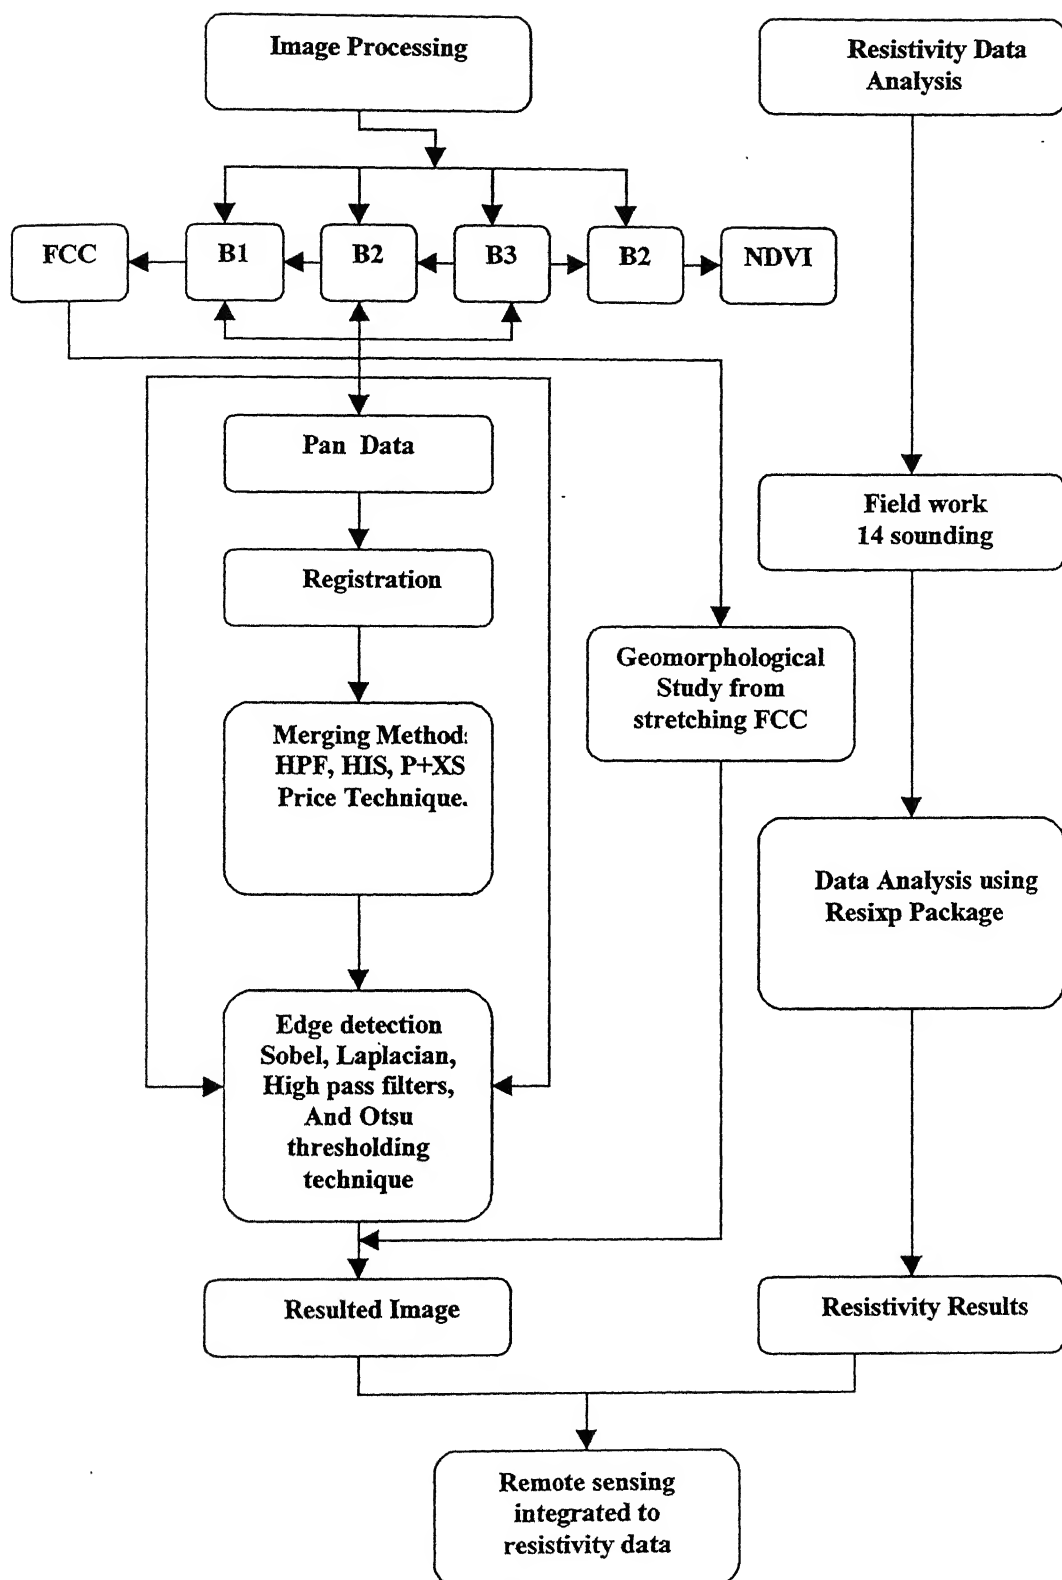 Image Processing
Resistivity Data
Analysis
FCC
B1
B2
B3
B2
NDVI
Pan Data
Registration
Merging Method:
HPF, HIS, P+XS
Price Technique.
Edge detection
Sobel, Laplacian,
High pass filters,
And Otsu
thresholding
technique
Geomorphological
Study from
stretching FCC
Field work
14 sounding
Data Analysis using
Resixp Package
Resulted Image
Resistivity Results
Remote sensing
integrated to
resistivity data